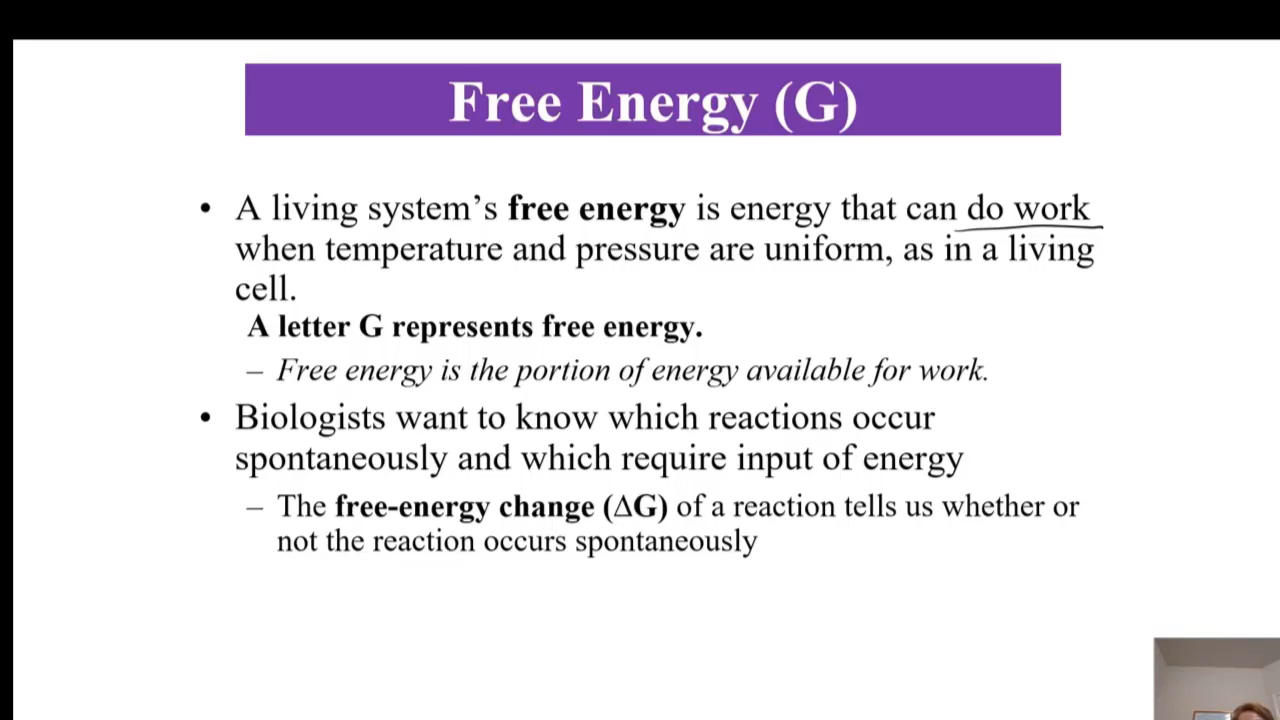 Free Energy (G)
• A living system’s free energy is energy that can do work
when temperature and pressure are uniform, as in a living
cell.
A letter G represents free energy.
– Free energy is the portion of energy available for work.
• Biologists want to know which reactions occur
spontaneously and which require input of energy
– The free-energy change (∆G) of a reaction tells us whether or
not the reaction occurs spontaneously